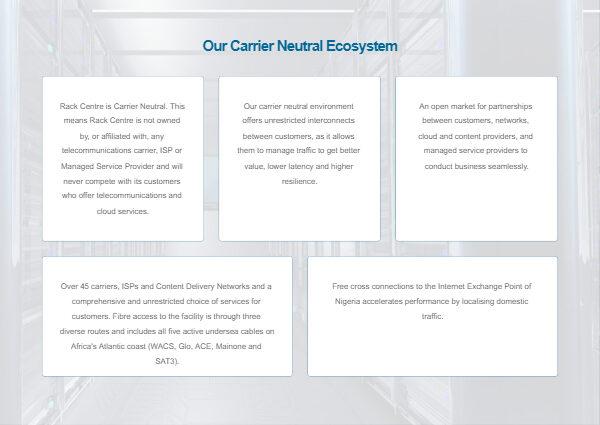 Our Carrier Neutral Ecosystem
Rack Centre is Carrier Neutral. This
means Rack Centre is not owned
by, or affiliated with, any
telecommunications carrier, ISP or
Managed Service Provider and will
never compete with its customers
who offer telecommunications and
cloud services.
Our carrier neutral environment
offers unrestricted interconnects
between customers, as it allows
them to manage traffic to get better
value, lower latency and higher
resilience.
An open market for partnerships
between customers, networks,
cloud and content providers, and
managed service providers to
conduct business seamlessly.
Over 45 carriers, ISPs and Content Delivery Networks and a
comprehensive and unrestricted choice of services for
customers. Fibre access to the facility is through three
diverse routes and includes all five active undersea cables on
Africa's Atlantic coast (WACS, Glo, ACE, Mainone and
SAT3).
Free cross connections to the Internet Exchange Point of
Nigeria accelerates performance by localising domestic
traffic.